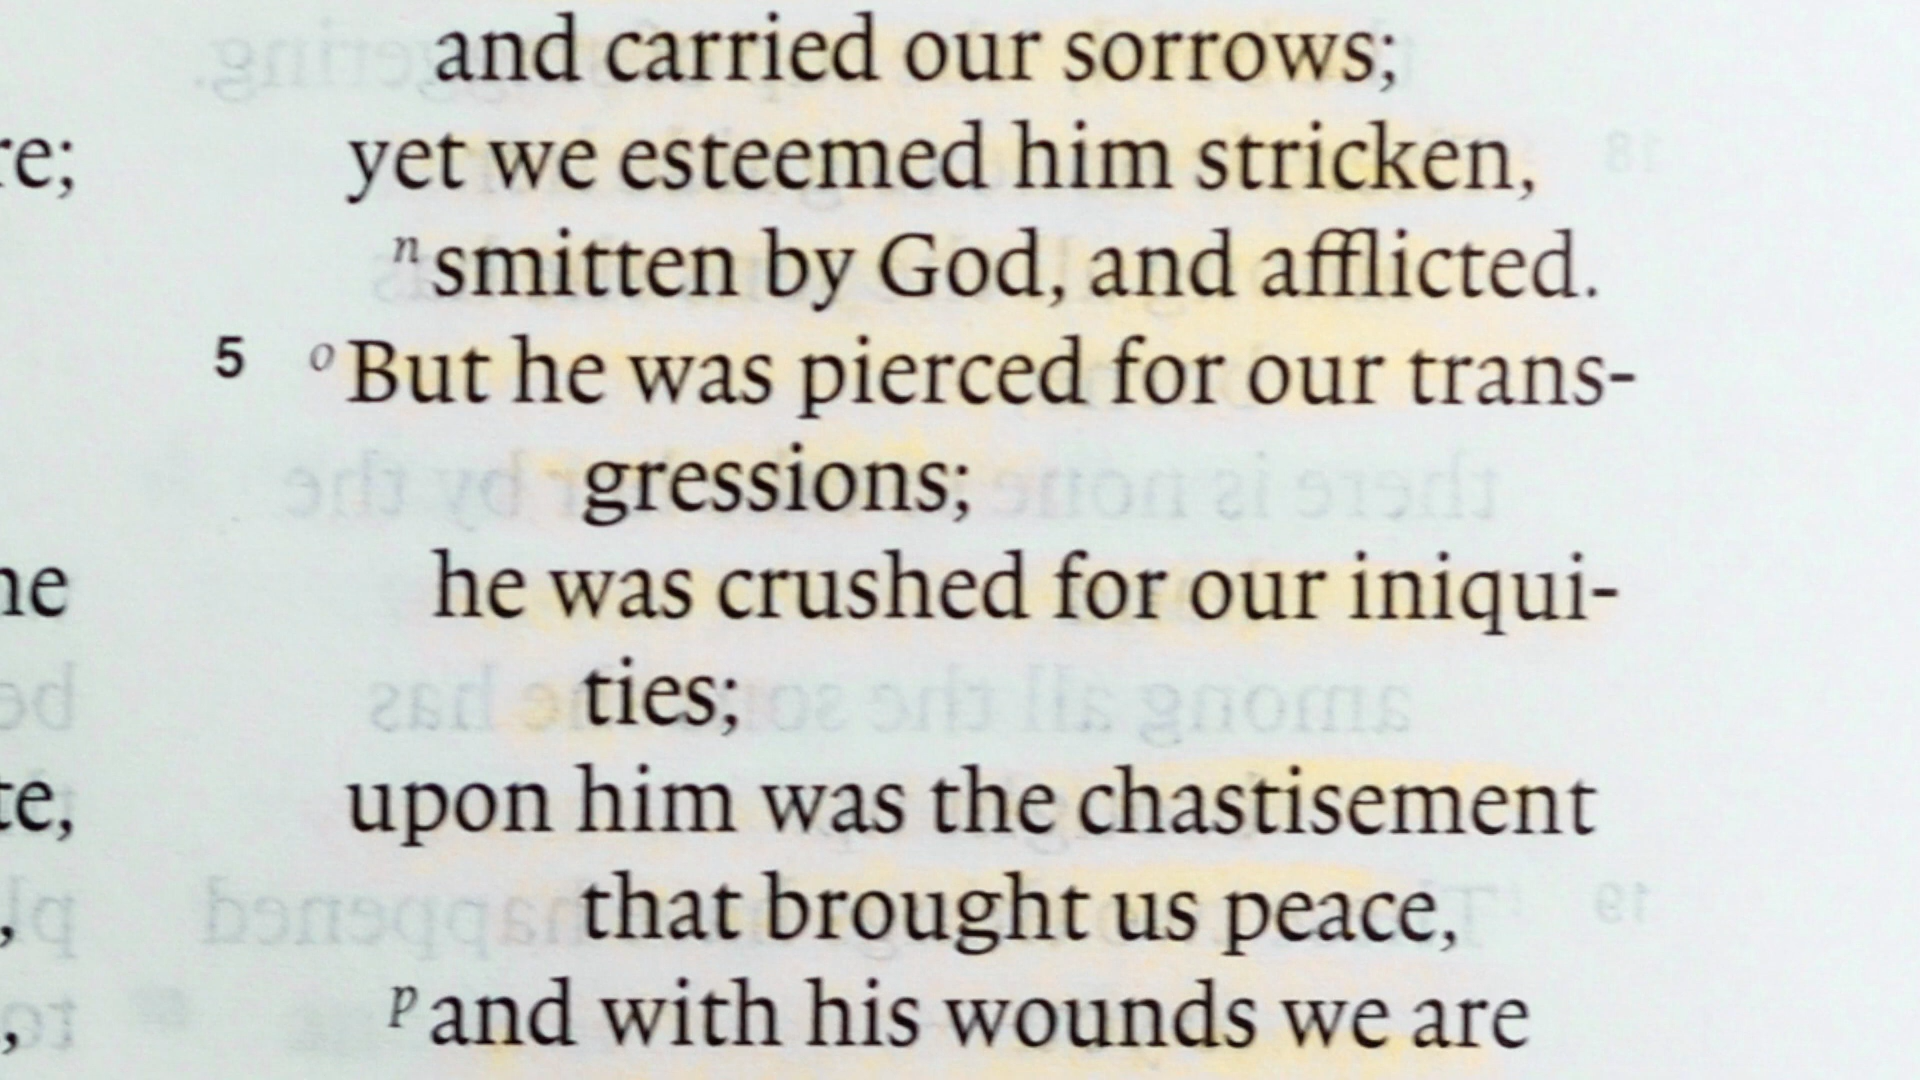 and carried our sorrows;
yet we esteemed him stricken,
n smitten by God, and afflicted.
5 o But he was pierced for our trans-
gressions;
he was crushed for our iniqui-
ties;
upon him was the chastisement
that brought us peace,
p and with his wounds we are